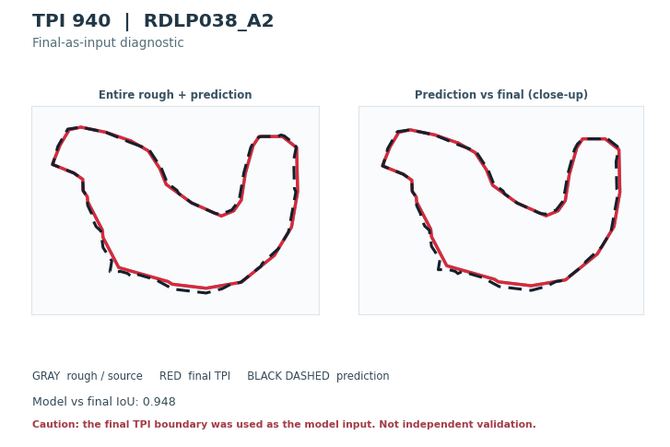 TPI 940 | RDLP038_A2
Final-as-input diagnostic
Entire rough + prediction
Prediction vs final (close-up)
GRAY rough / source RED final TPI BLACK DASHED prediction
Model vs final IoU: 0.948
Caution: the final TPI boundary was used as the model input. Not independent validation.